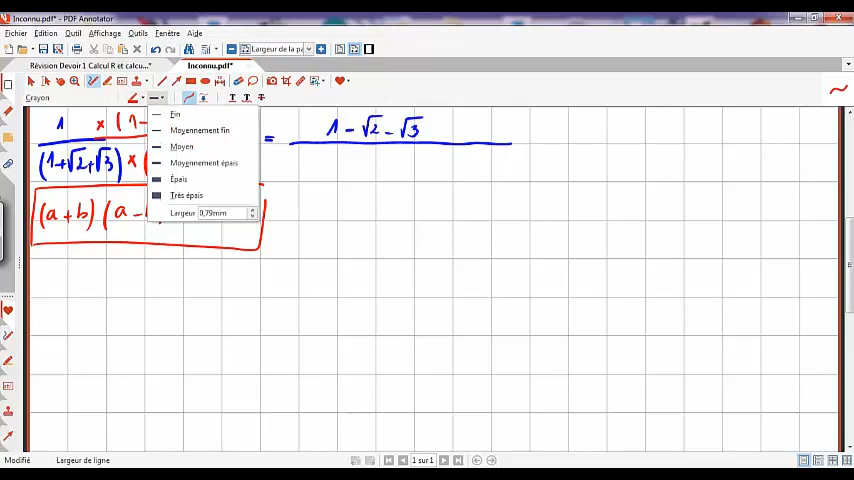 Inconnu.pdf* - PDF Annotator
Fichier Edition Outil Affichage Outils Fenêtre Aide
Largeur de la pa
Révision Devoir 1 Calcul R et calcu...* Inconnu.pdf*
Crayon
Fin
Moyennement fin
Moyen
Moyennement épais
Épais
Très épais
Largeur 0,79mm
1 × (1- = 1-√2-√3
(1+√2+√3) × (
(a+b) (a-
1 sur 1
Modifié Largeur de ligne